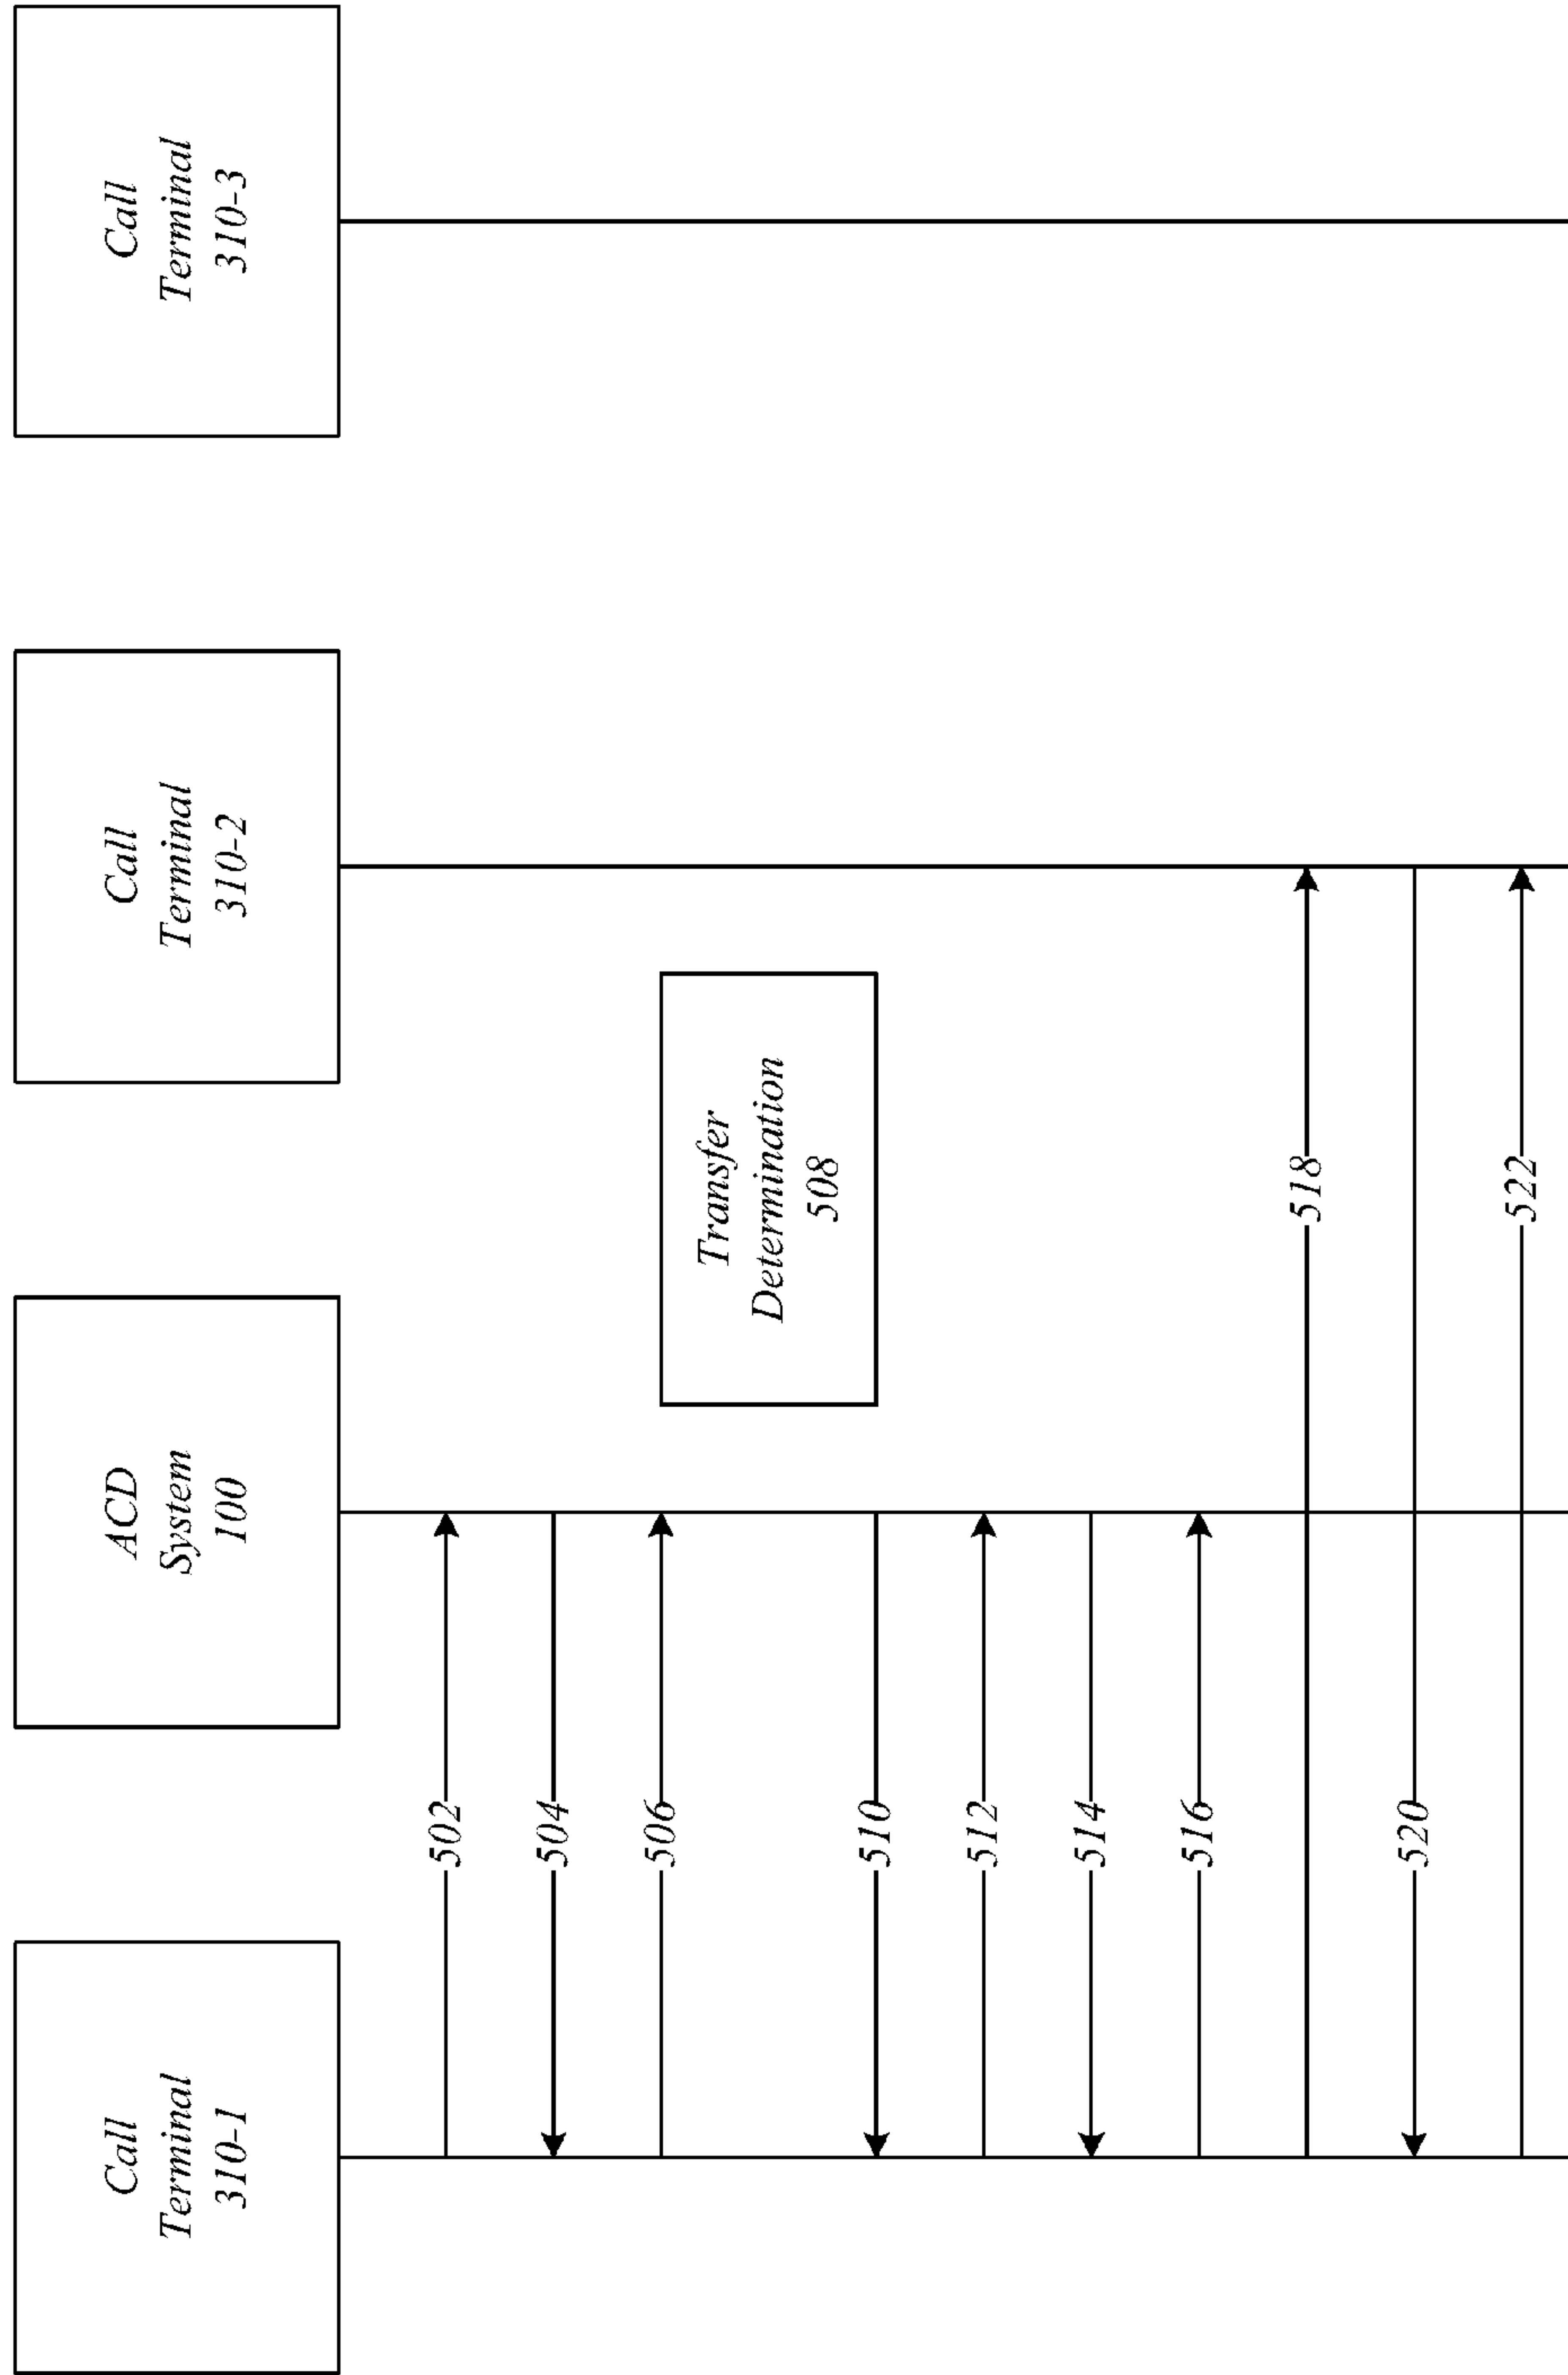 Call
Terminal
310-1
ACD
System
100
Call
Terminal
310-2
Call
Terminal
310-3
502
504
506
Transfer
Determination
508
510
512
514
516
518
520
522